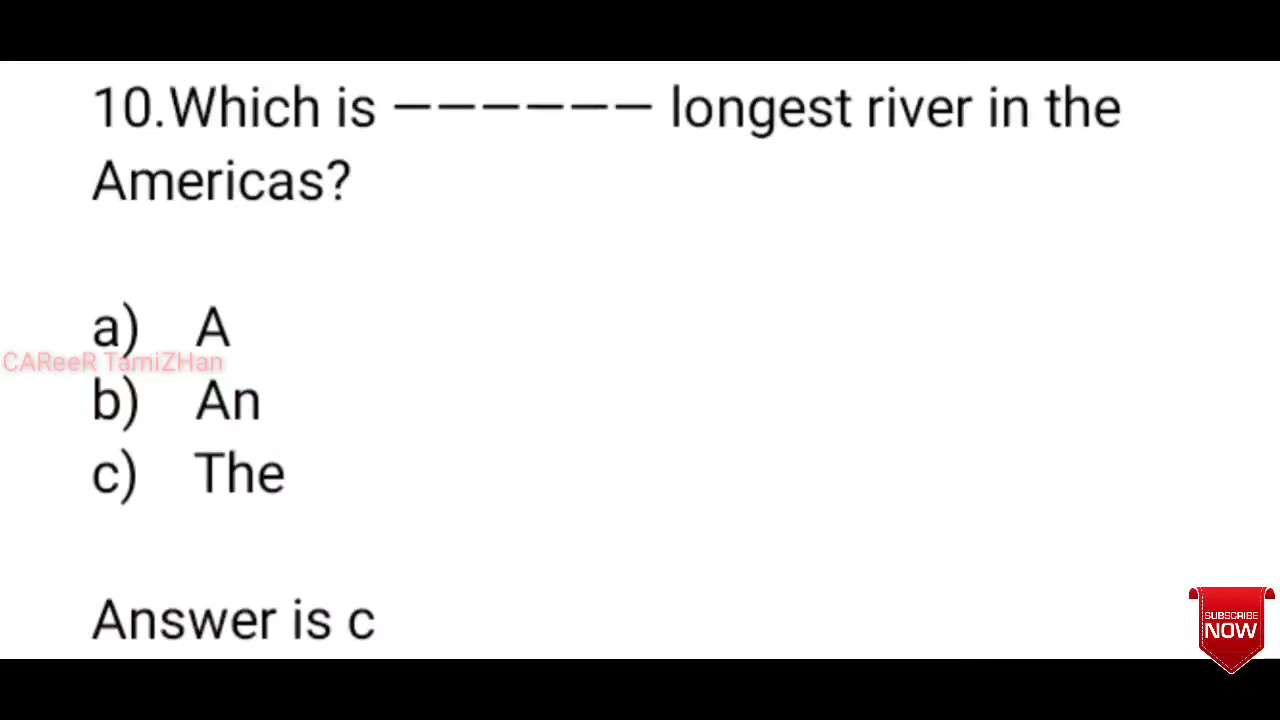 10.Which is —————— longest river in the
Americas?
a) A
CAReeR TamiZHan
b) An
c) The
Answer is c
SUBSCRIBE
NOW